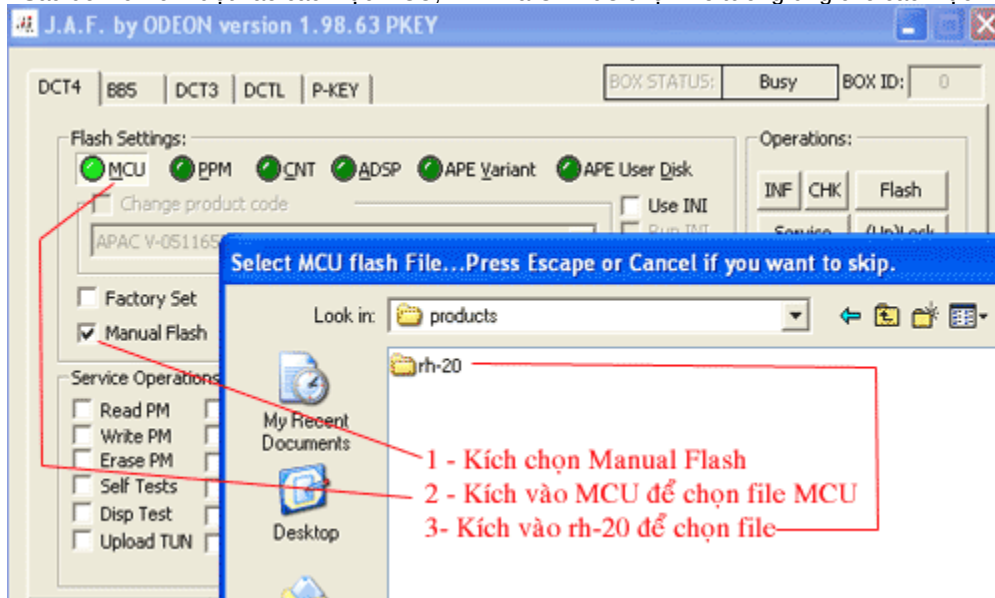 J.A.F. by ODEON version 1.98.63 PKEY
DCT4 BB5 DCT3 DCTL P-KEY BOX STATUS: Busy BOX ID: 0
Flash Settings: Operations:
MCU PPM CNT ADSP APE Variant APE User Disk
INF CHK Flash
Change product code Use INI
APAC V-05116 Run INI Service (Un)Lock
Select MCU flash File...Press Escape or Cancel if you want to skip.
Factory Set
Look in: products
Manual Flash
rh-20
Service Operations
Read PM
My Recent
Documents
Write PM
Erase PM
Self Tests
Disp Test
Upload TUN
Desktop
1 - Kích chọn Manual Flash
2 - Kích vào MCU để chọn file MCU
3- Kích vào rh-20 để chọn file